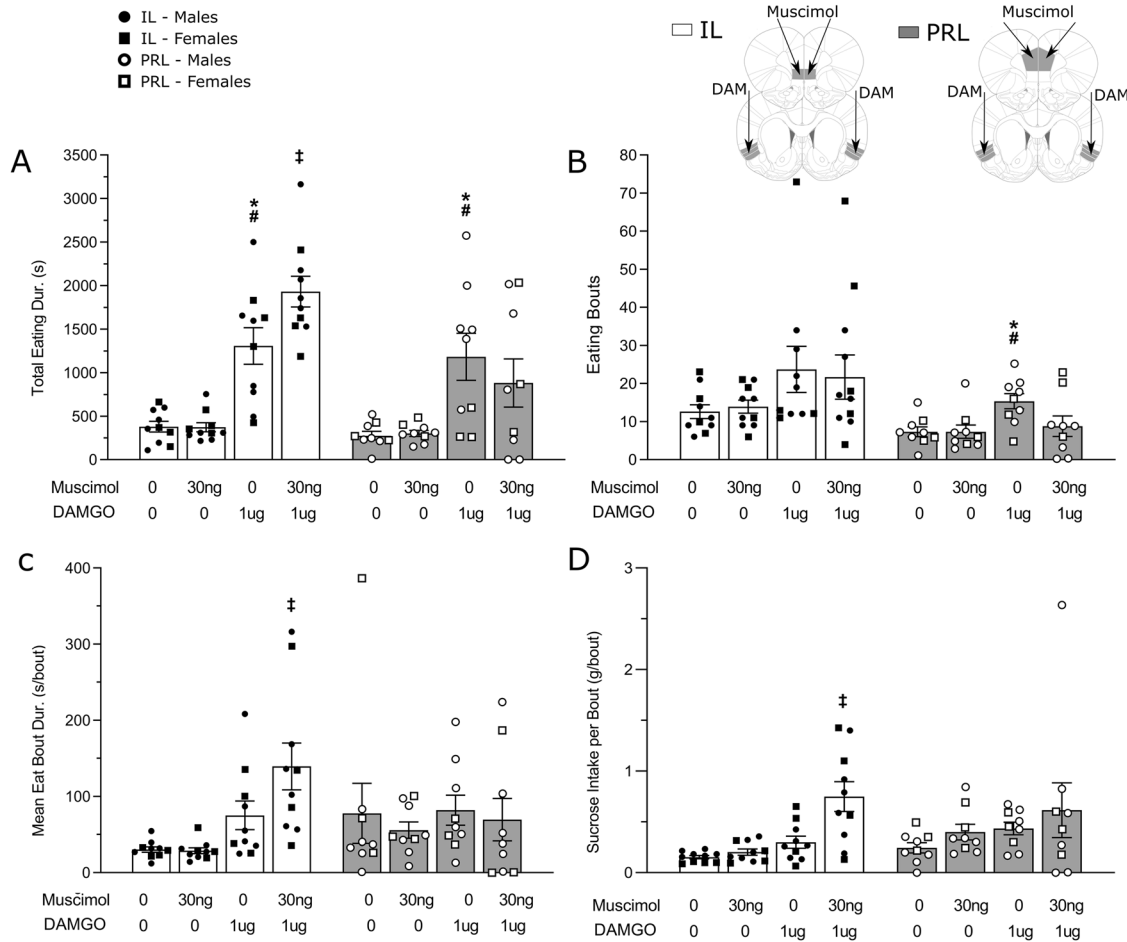 IL - Males
IL - Females
PRL - Males
PRL - Females
IL
Muscimol
DAM
DAM
PRL
Muscimol
DAM
DAM
A
Total Eating Dur. (s)
3500
3000
2500
2000
1500
1000
500
0
*
#
‡
*
#
Muscimol 0 30ng 0 30ng 0 30ng 0 30ng
DAMGO 0 0 1ug 1ug 0 0 1ug 1ug
B
Eating Bouts
80
70
60
50
40
30
20
10
0
*
#
Muscimol 0 30ng 0 30ng 0 30ng 0 30ng
DAMGO 0 0 1ug 1ug 0 0 1ug 1ug
C
Mean Eat Bout Dur. (s/bout)
400
300
200
100
0
‡
Muscimol 0 30ng 0 30ng 0 30ng 0 30ng
DAMGO 0 0 1ug 1ug 0 0 1ug 1ug
D
Sucrose Intake per Bout (g/bout)
3
2
1
0
‡
Muscimol 0 30ng 0 30ng 0 30ng 0 30ng
DAMGO 0 0 1ug 1ug 0 0 1ug 1ug